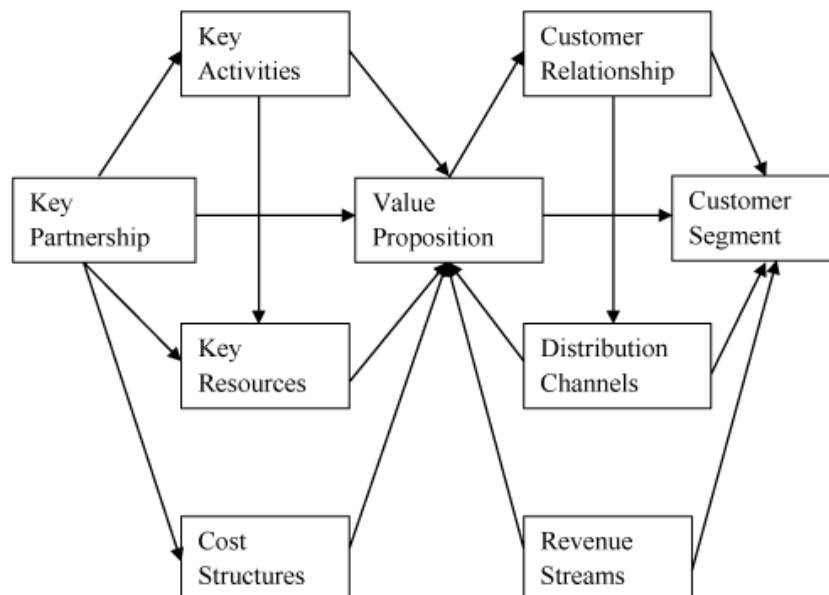 Key
Activities
Customer
Relationship
Key
Partnership
Value
Proposition
Customer
Segment
Key
Resources
Distribution
Channels
Cost
Structures
Revenue
Streams